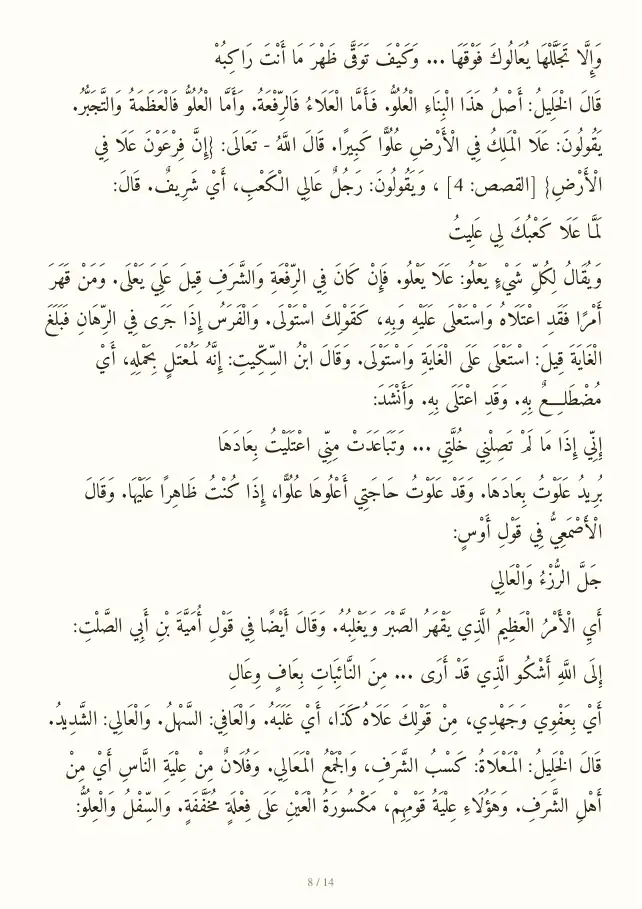 وَإِلَّا تَجَلَّلْهَا يُعَالُوكَ فَوْقَهَا ... وَكَيْفَ تَوَقَّى ظَهْرَ مَا أَنْتَ رَاكِبُهْ
قَالَ الْخَلِيلُ: أَصْلُ هَذَا الْبِنَاءِ الْعُلُوُّ. فَأَمَّا الْعَلَاءُ فَالرِّفْعَةُ. وَأَمَّا الْعُلُوُّ فَالْعَظَمَةُ وَالتَّجَبُّرُ.
يَقُولُونَ: عَلَا الْمَلِكُ فِي الْأَرْضِ عُلُوًّا كَبِيرًا. قَالَ اللَّهُ - تَعَالَى: {إِنَّ فِرْعَوْنَ عَلَا فِي
الْأَرْضِ} [القصص: 4] ، وَيَقُولُونَ: رَجُلٌ عَالِي الْكَعْبِ، أَيْ شَرِيفٌ. قَالَ:
لَمَّا عَلَا كَعْبُكَ لِي عَلِيتُ
وَيُقَالُ لِكُلِّ شَيْءٍ يَعْلُو: عَلَا يَعْلُو. فَإِنْ كَانَ فِي الرِّفْعَةِ وَالشَّرَفِ قِيلَ عَلِيَ يَعْلَى. وَمَنْ قَهَرَ
أَمْرًا فَقَدِ اعْتَلَاهُ وَاسْتَعْلَى عَلَيْهِ وَبِهِ، كَقَوْلِكَ اسْتَوْلَى. وَالْفَرَسُ إِذَا جَرَى فِي الرِّهَانِ فَبَلَغَ
الْغَايَةَ قِيلَ: اسْتَعْلَى عَلَى الْغَايَةِ وَاسْتَوْلَى. وَقَالَ ابْنُ السِّكِّيتِ: إِنَّهُ لَمُعْتَلٍ بِحَمْلِهِ، أَيْ
مُضْطَلِعٌ بِهِ. وَقَدِ اعْتَلَى بِهِ. وَأَنْشَدَ:
إِنِّي إِذَا مَا لَمْ تَصِلْنِي خُلَّتِي ... وَتَبَاعَدَتْ مِنِّي اعْتَلَيْتُ بِعَادَهَا
يُرِيدُ عَلَوْتُ بِعَادَهَا. وَقَدْ عَلَوْتُ حَاجَتِي أَعْلُوهَا عُلُوًّا، إِذَا كُنْتُ ظَاهِرًا عَلَيْهَا. وَقَالَ
الْأَصْمَعِيُّ فِي قَوْلِ أَوْسٍ:
جَلَّ الرُّزْءُ وَالْعَالِي
أَيِ الْأَمْرُ الْعَظِيمُ الَّذِي يَقْهَرُ الصَّبْرَ وَيَغْلِبُهُ. وَقَالَ أَيْضًا فِي قَوْلِ أُمَيَّةَ بْنِ أَبِي الصَّلْتِ:
إِلَى اللَّهِ أَشْكُو الَّذِي قَدْ أَرَى ... مِنَ النَّائِبَاتِ بِعَافٍ وِعَالِ
أَيْ بِعَفْوِي وَجَهْدِي، مِنْ قَوْلِكَ عَلَاهُ كَذَا، أَيْ غَلَبَهُ. وَالْعَافِي: السَّهْلُ. وَالْعَالِي: الشَّدِيدُ.
قَالَ الْخَلِيلُ: الْمَعْلَاةُ: كَسْبُ الشَّرَفِ، وَالْجَمْعُ الْمَعَالِي. وَفُلَانٌ مِنْ عِلْيَةِ النَّاسِ أَيْ مِنْ
أَهْلِ الشَّرَفِ. وَهَؤُلَاءِ عِلْيَةُ قَوْمِهِمْ، مَكْسُورَةُ الْعَيْنِ عَلَى فِعْلَةٍ مُخَفَّفَةٍ. وَالسِّفْلُ وَالْعِلْوُ:
8 / 14